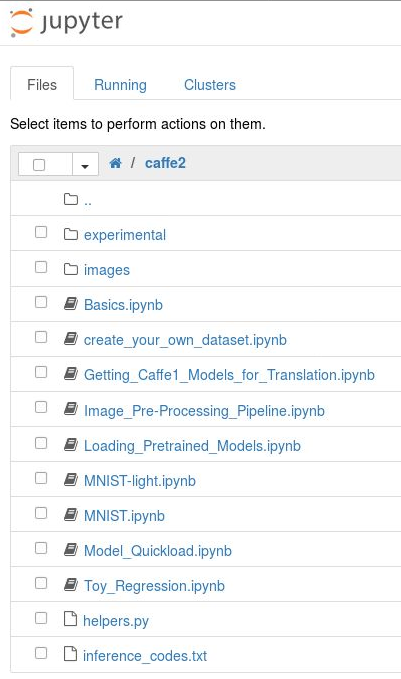 jupyter
Files Running Clusters
Select items to perform actions on them.
/ caffe2
..
experimental
images
Basics.ipynb
create_your_own_dataset.ipynb
Getting_Caffe1_Models_for_Translation.ipynb
Image_Pre-Processing_Pipeline.ipynb
Loading_Pretrained_Models.ipynb
MNIST-light.ipynb
MNIST.ipynb
Model_Quickload.ipynb
Toy_Regression.ipynb
helpers.py
inference_codes.txt